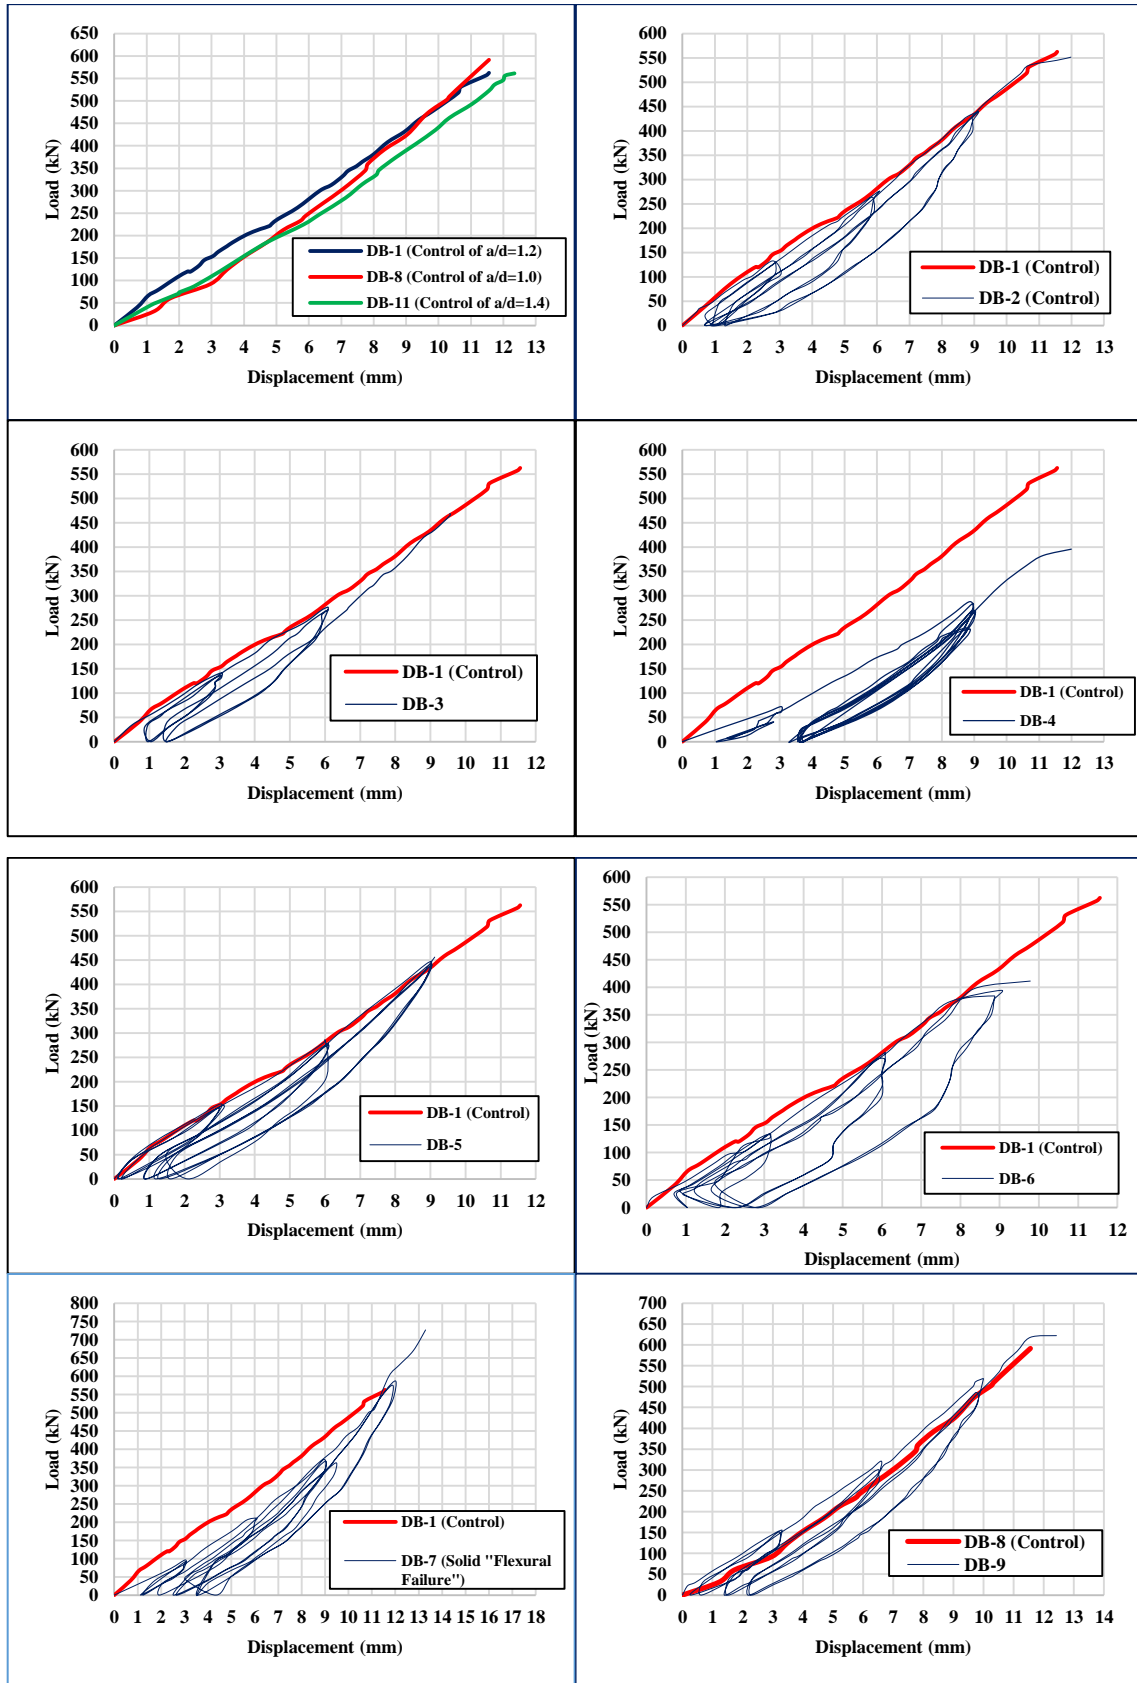 650
600
550
500
450
400
350
300
250
200
150
100
50
0
Load (kN)
DB-1 (Control of a/d=1.2)
DB-8 (Control of a/d=1.0)
DB-11 (Control of a/d=1.4)
0 1 2 3 4 5 6 7 8 9 10 11 12 13
Displacement (mm)
600
550
500
450
400
350
300
250
200
150
100
50
0
Load (kN)
DB-1 (Control)
DB-2 (Control)
0 1 2 3 4 5 6 7 8 9 10 11 12 13
Displacement (mm)
600
550
500
450
400
350
300
250
200
150
100
50
0
Load (kN)
DB-1 (Control)
DB-3
0 1 2 3 4 5 6 7 8 9 10 11 12
Displacement (mm)
600
550
500
450
400
350
300
250
200
150
100
50
0
Load (kN)
DB-1 (Control)
DB-4
0 1 2 3 4 5 6 7 8 9 10 11 12 13
Displacement (mm)
600
550
500
450
400
350
300
250
200
150
100
50
0
Load (kN)
DB-1 (Control)
DB-5
0 1 2 3 4 5 6 7 8 9 10 11 12
Displacement (mm)
600
550
500
450
400
350
300
250
200
150
100
50
0
Load (kN)
DB-1 (Control)
DB-6
0 1 2 3 4 5 6 7 8 9 10 11 12
Displacement (mm)
800
750
700
650
600
550
500
450
400
350
300
250
200
150
100
50
0
Load (kN)
DB-1 (Control)
DB-7 (Solid "Flexural
Failure")
0 1 2 3 4 5 6 7 8 9 10 11 12 13 14 15 16 17 18
Displacement (mm)
700
650
600
550
500
450
400
350
300
250
200
150
100
50
0
Load (kN)
DB-8 (Control)
DB-9
0 1 2 3 4 5 6 7 8 9 10 11 12 13 14
Displacement (mm)